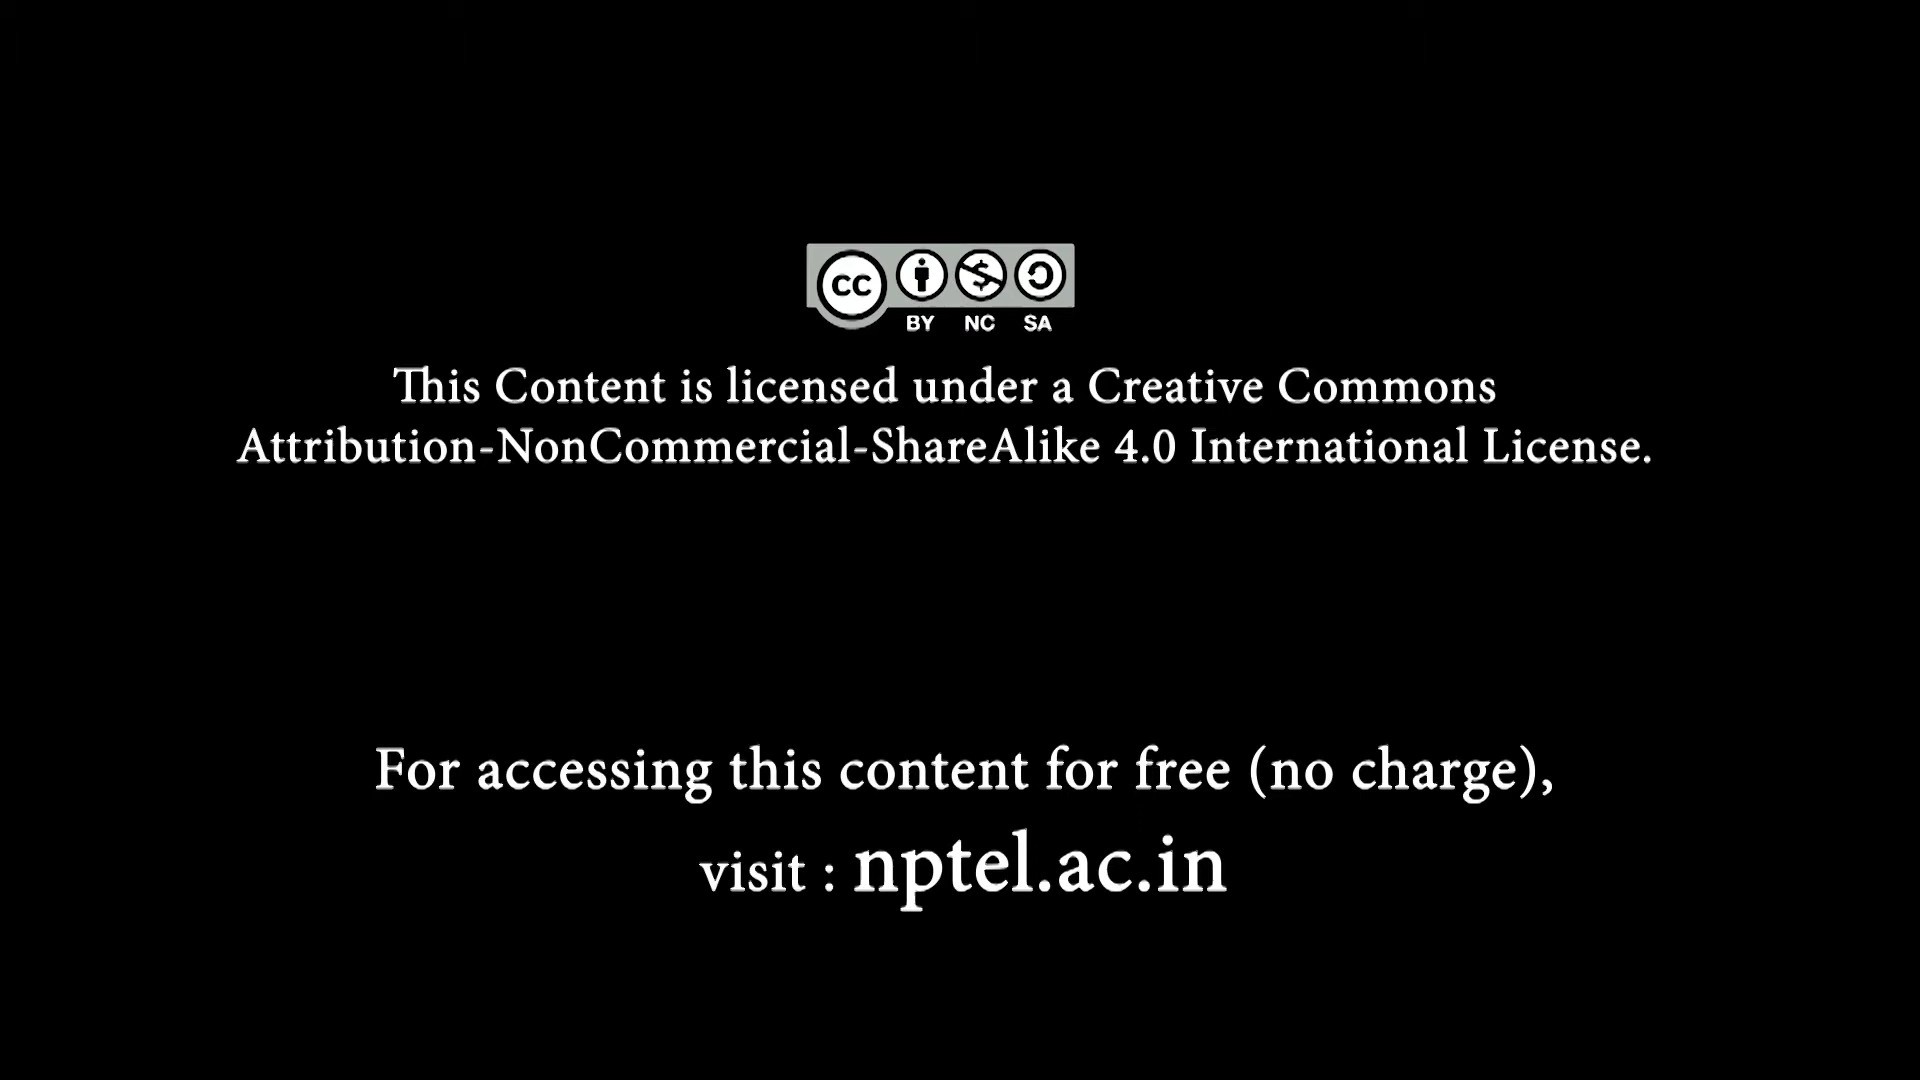 cc
BY NC SA
This Content is licensed under a Creative Commons
Attribution-NonCommercial-ShareAlike 4.0 International License.
For accessing this content for free (no charge),
visit : nptel.ac.in